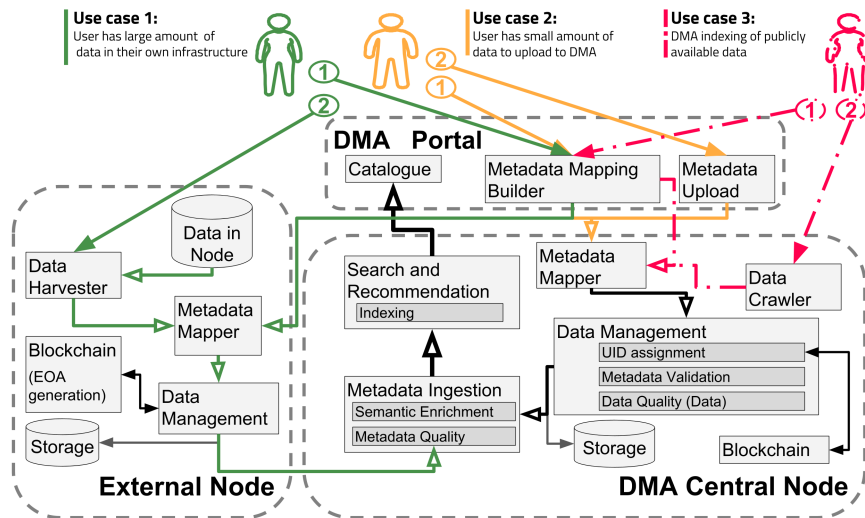 Use case 1:
User has large amount of
data in their own infrastructure
Use case 2:
User has small amount of
data to upload to DMA
Use case 3:
DMA indexing of publicly
available data
1
2
2
1
1
2
DMA Portal
Catalogue
Metadata Mapping
Builder
Metadata
Upload
Data in
Node
Data
Harvester
Metadata
Mapper
Blockchain
(EOA
generation)
Data
Management
Storage
External Node
Search and
Recommendation
Indexing
Metadata Ingestion
Semantic Enrichment
Metadata Quality
Metadata
Mapper
Data
Crawler
Data Management
UID assignment
Metadata Validation
Data Quality (Data)
Storage
Blockchain
DMA Central Node